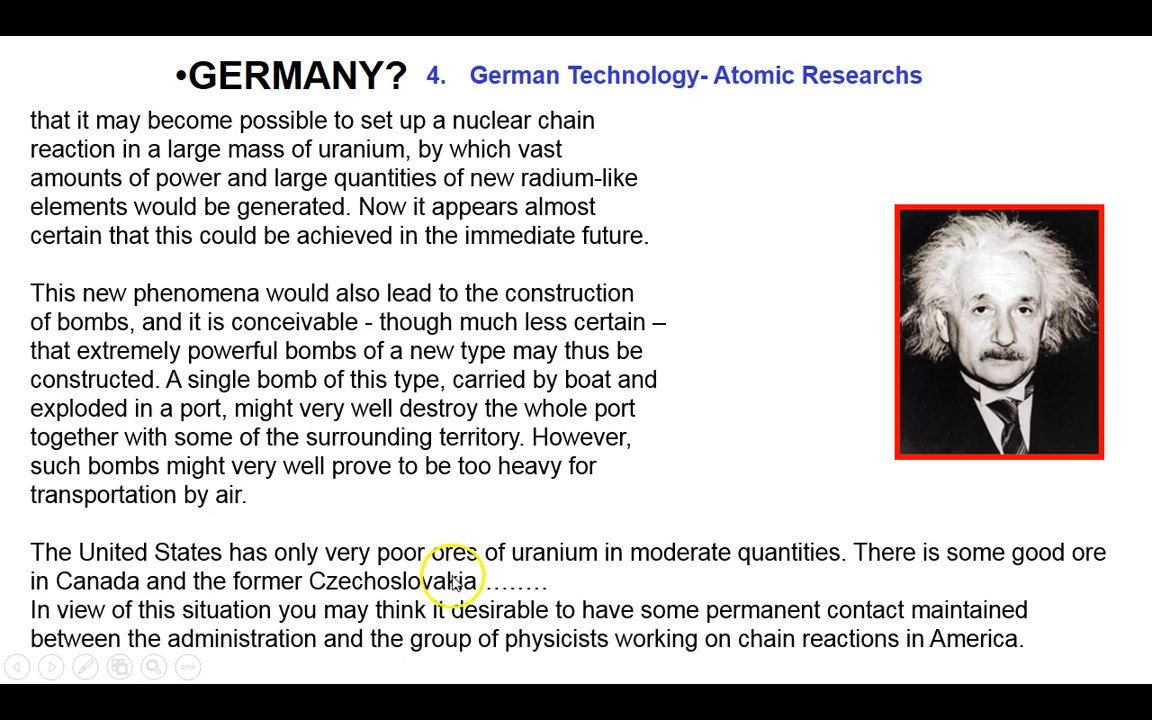 •GERMANY? 4. German Technology- Atomic Researchs
that it may become possible to set up a nuclear chain
reaction in a large mass of uranium, by which vast
amounts of power and large quantities of new radium-like
elements would be generated. Now it appears almost
certain that this could be achieved in the immediate future.
This new phenomena would also lead to the construction
of bombs, and it is conceivable - though much less certain –
that extremely powerful bombs of a new type may thus be
constructed. A single bomb of this type, carried by boat and
exploded in a port, might very well destroy the whole port
together with some of the surrounding territory. However,
such bombs might very well prove to be too heavy for
transportation by air.
The United States has only very poor ores of uranium in moderate quantities. There is some good ore
in Canada and the former Czechoslovakia ........
In view of this situation you may think it desirable to have some permanent contact maintained
between the administration and the group of physicists working on chain reactions in America.